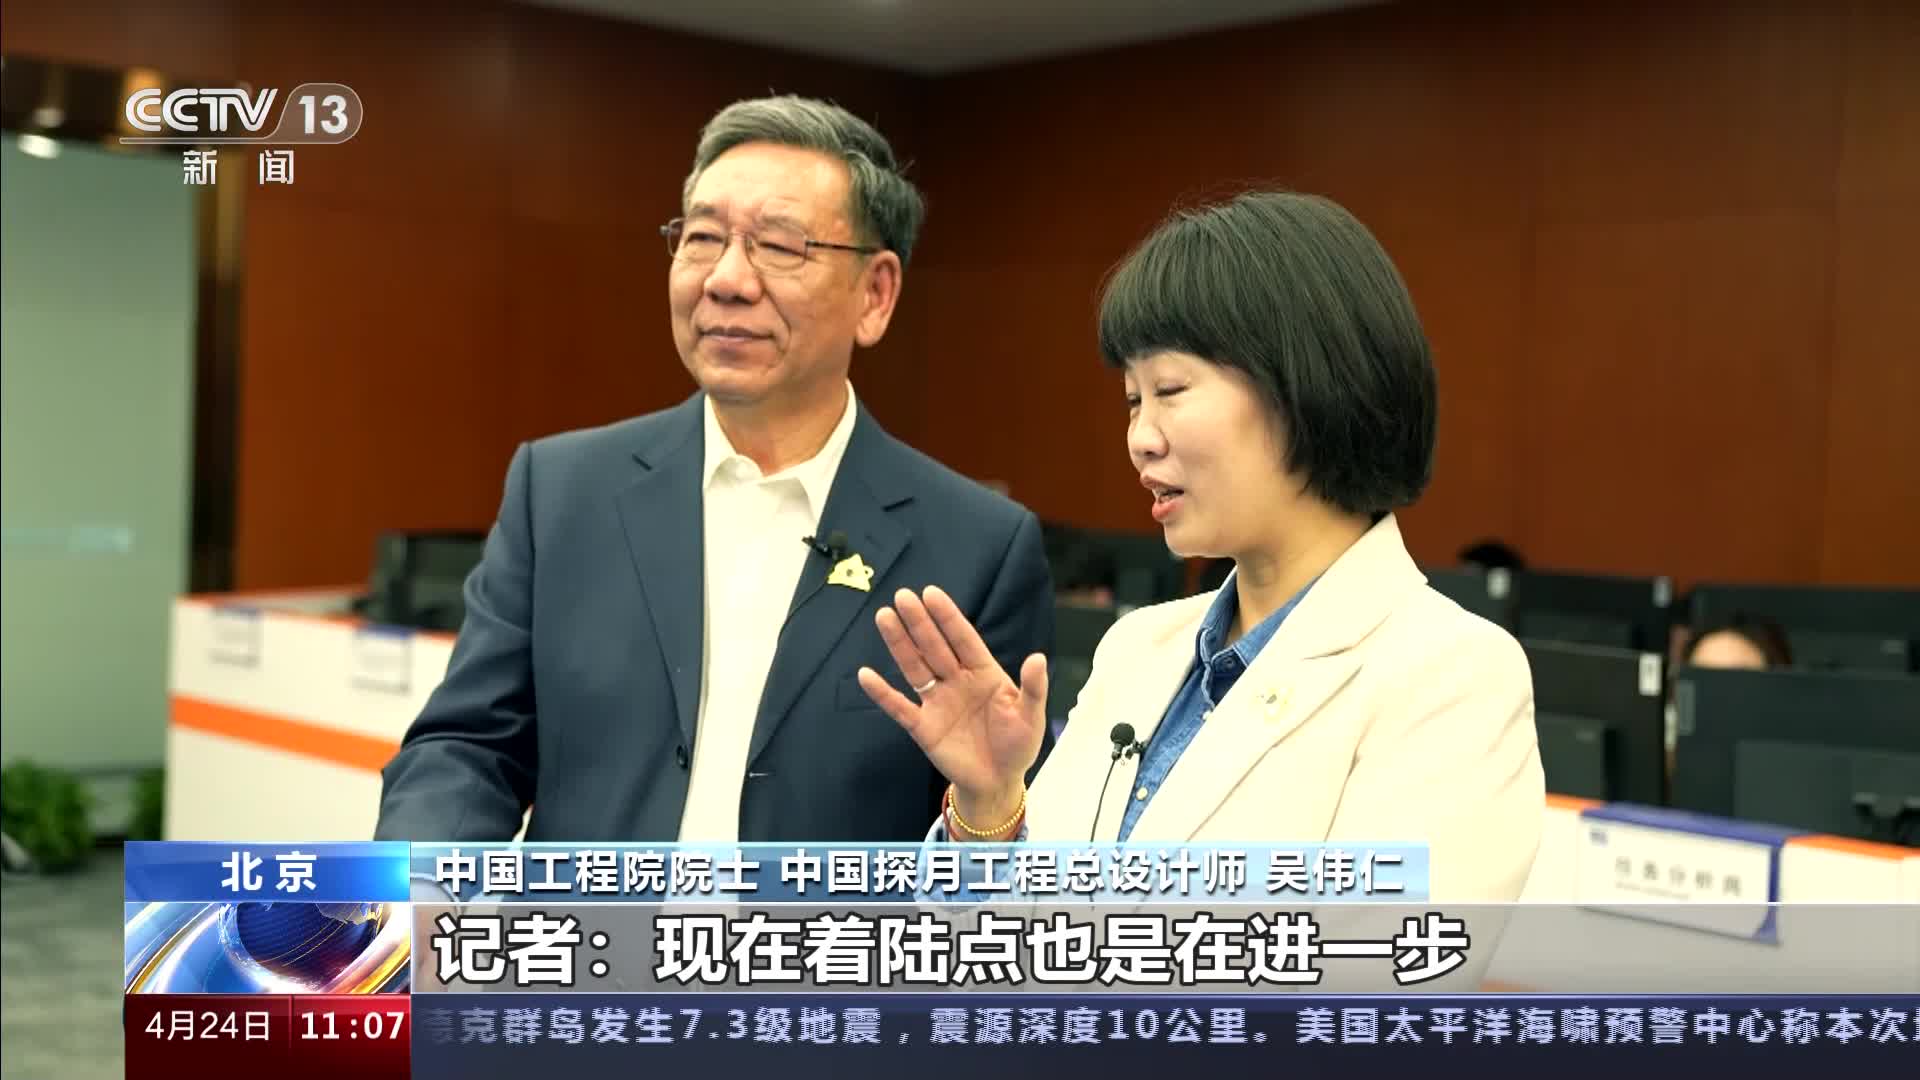 CCTV 13
新闻
北京
中国工程院院士 中国探月工程总设计师 吴伟仁
记者：现在着陆点也是在进一步
4月24日 11:07
克群岛发生7.3级地震，震源深度10公里。美国太平洋海啸预警中心称本次